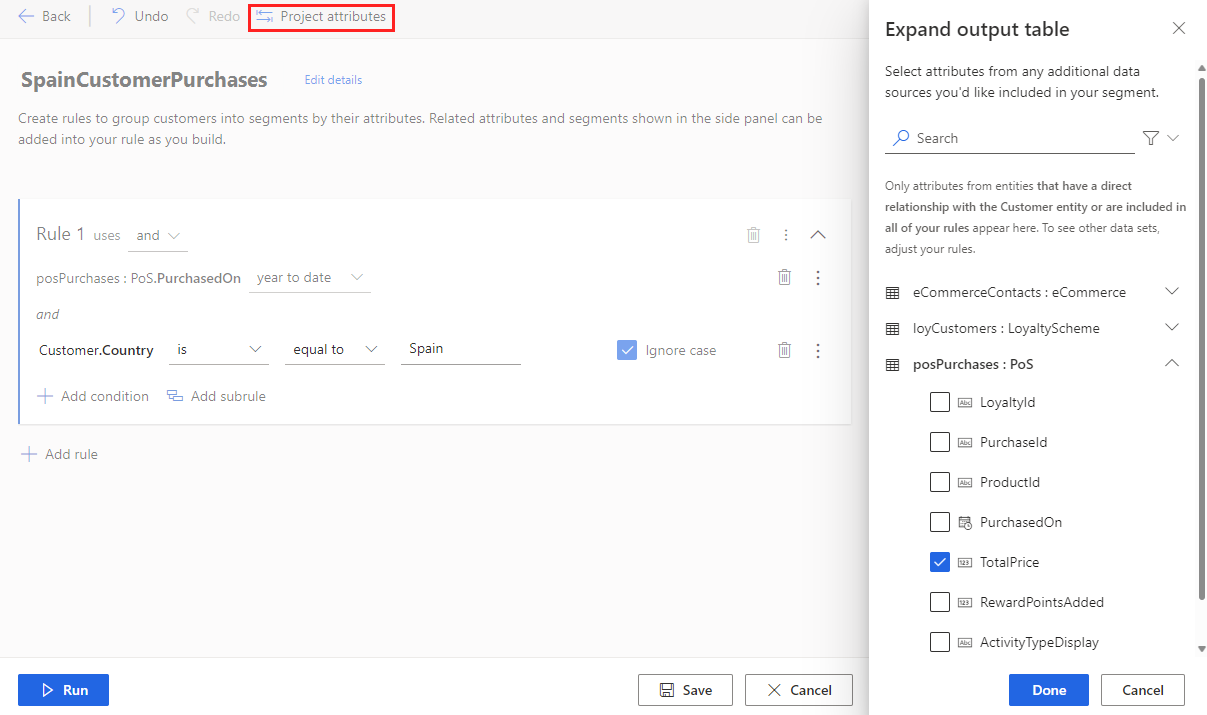 Back
Undo
Redo
Project attributes
SpainCustomerPurchases
Edit details
Create rules to group customers into segments by their attributes. Related attributes and segments shown in the side panel can be
added into your rule as you build.
Rule 1 uses and
posPurchases : PoS.PurchasedOn year to date
and
Customer.Country is equal to Spain Ignore case
Add condition Add subrule
Add rule
Run
Save
Cancel
Expand output table
Select attributes from any additional data
sources you'd like included in your segment.
Search
Only attributes from entities that have a direct
relationship with the Customer entity or are included in
all of your rules appear here. To see other data sets,
adjust your rules.
eCommerceContacts : eCommerce
loyCustomers : LoyaltyScheme
posPurchases : PoS
Abc LoyaltyId
Abc PurchaseId
Abc ProductId
PurchasedOn
123 TotalPrice
123 RewardPointsAdded
Abc ActivityTypeDisplay
Done
Cancel